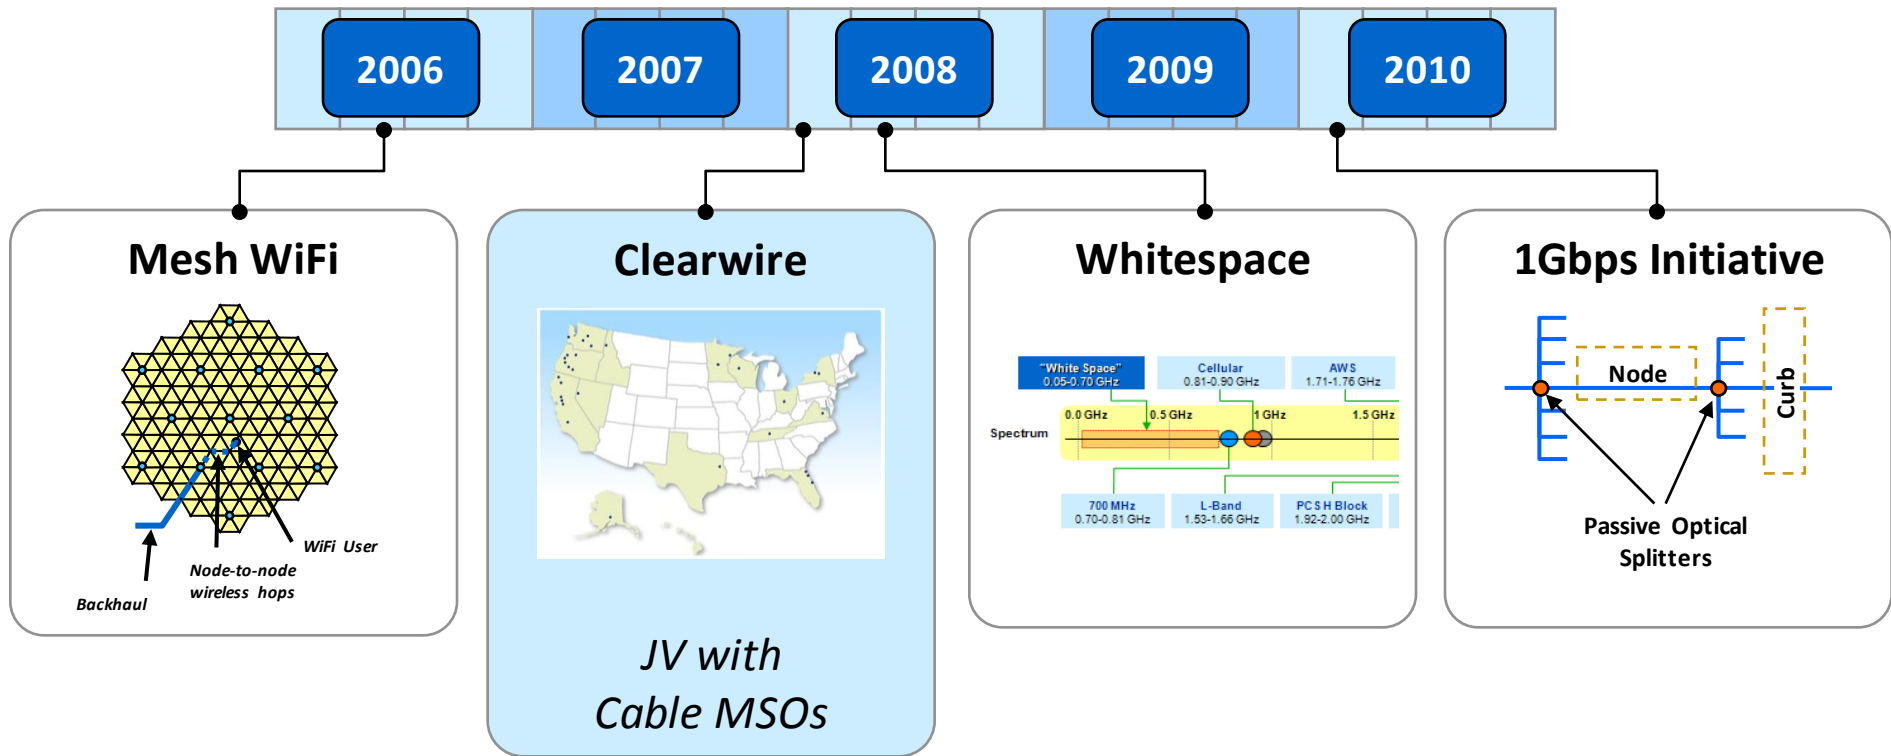 2006
2007
2008
2009
2010
Mesh WiFi
WiFi User
Node-to-node
wireless hops
Backhaul
Clearwire
JV with
Cable MSOs
Whitespace
"White Space"
0.05-0.70 GHz
Cellular
0.81-0.90 GHz
AWS
1.71-1.76 GHz
0.0 GHz
0.5 GHz
1 GHz
1.5 GHz
Spectrum
700 MHz
0.70-0.81 GHz
L-Band
1.53-1.66 GHz
PCS H Block
1.92-2.00 GHz
1Gbps Initiative
Node
Curb
Passive Optical
Splitters